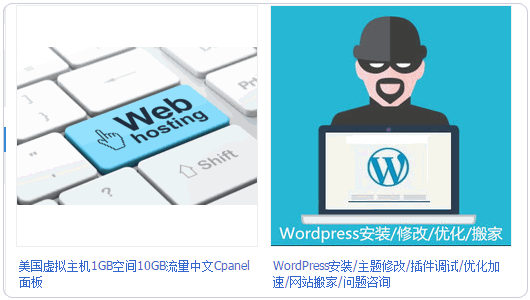 Web
hosting
Shift
Wordpress安装/修改/优化/搬家
美国虚拟主机1GB空间10GB流量中文Cpanel
面板
WordPress安装/主题修改/插件调试/优化加
速/网站搬家/问题咨询